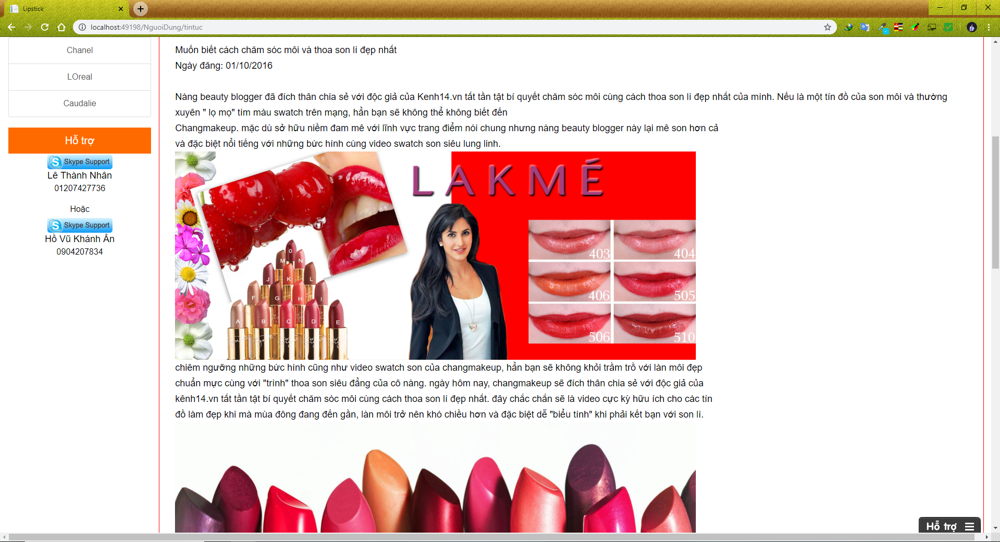 Lipstick
localhost:49198/NguoiDung/tintuc
Chanel
LOreal
Caudalie
Hỗ trợ
Skype Support
Lê Thành Nhân
01207427736
Hoặc
Skype Support
Hồ Vũ Khánh Ân
0904207834
Muốn biết cách chăm sóc môi và thoa son lì đẹp nhất
Ngày đăng: 01/10/2016
Nàng beauty blogger đã đích thân chia sẻ với độc giả của Kenh14.vn tất tần tật bí quyết chăm sóc môi cùng cách thoa son lì đẹp nhất của mình. Nếu là một tín đồ của son môi và thường
xuyên " lọ mọ" tìm màu swatch trên mạng, hẳn bạn sẽ không thể không biết đến
Changmakeup. mặc dù sở hữu niềm đam mê với lĩnh vực trang điểm nói chung nhưng nàng beauty blogger này lại mê son hơn cả
và đặc biệt nổi tiếng với những bức hình cùng video swatch son siêu lung linh.
LAKMÉ
0
M N
J K L
F G H I
A B C D E
403 404
406 505
506 510
chiêm ngưỡng những bức hình cũng như video swatch son của changmakeup, hẳn bạn sẽ không khỏi trầm trồ với làn môi đẹp
chuẩn mực cùng với "trình" thoa son siêu đẳng của cô nàng. ngày hôm nay, changmakeup sẽ đích thân chia sẻ với độc giả của
kênh14.vn tất tần tật bí quyết chăm sóc môi cùng cách thoa son lì đẹp nhất. đây chắc chắn sẽ là video cực kỳ hữu ích cho các tín
đồ làm đẹp khi mà mùa đông đang đến gần, làn môi trở nên khó chiều hơn và đặc biệt dễ "biểu tình" khi phải kết bạn với son lì.
Hỗ trợ